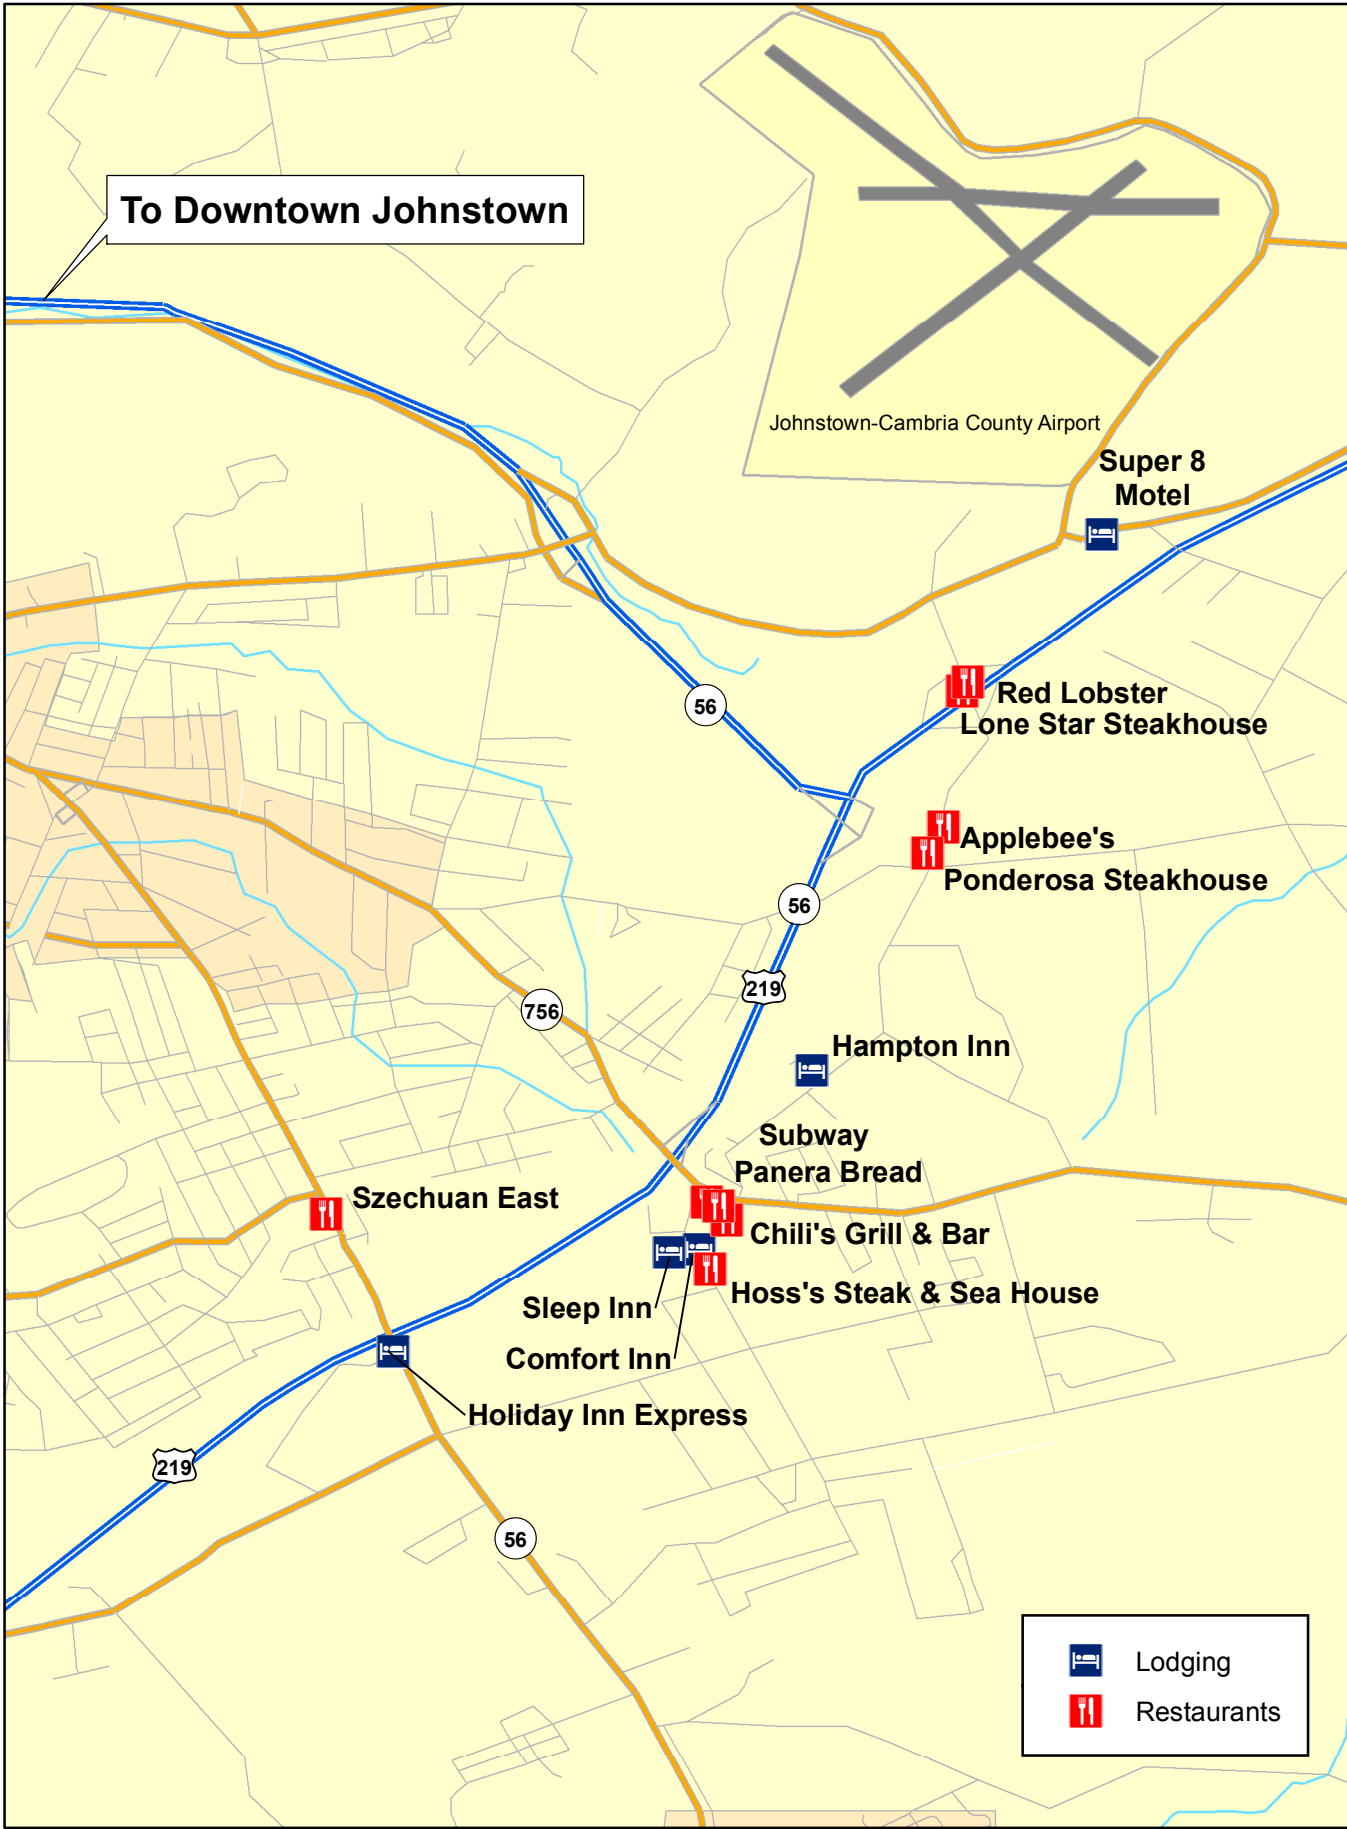 To Downtown Johnstown
Johnstown-Cambria County Airport
Super 8
Motel
Red Lobster
Lone Star Steakhouse
56
Applebee's
Ponderosa Steakhouse
56
219
756
Hampton Inn
Subway
Panera Bread
Szechuan East
Chili's Grill & Bar
Hoss's Steak & Sea House
Sleep Inn
Comfort Inn
Holiday Inn Express
219
56
Lodging
Restaurants